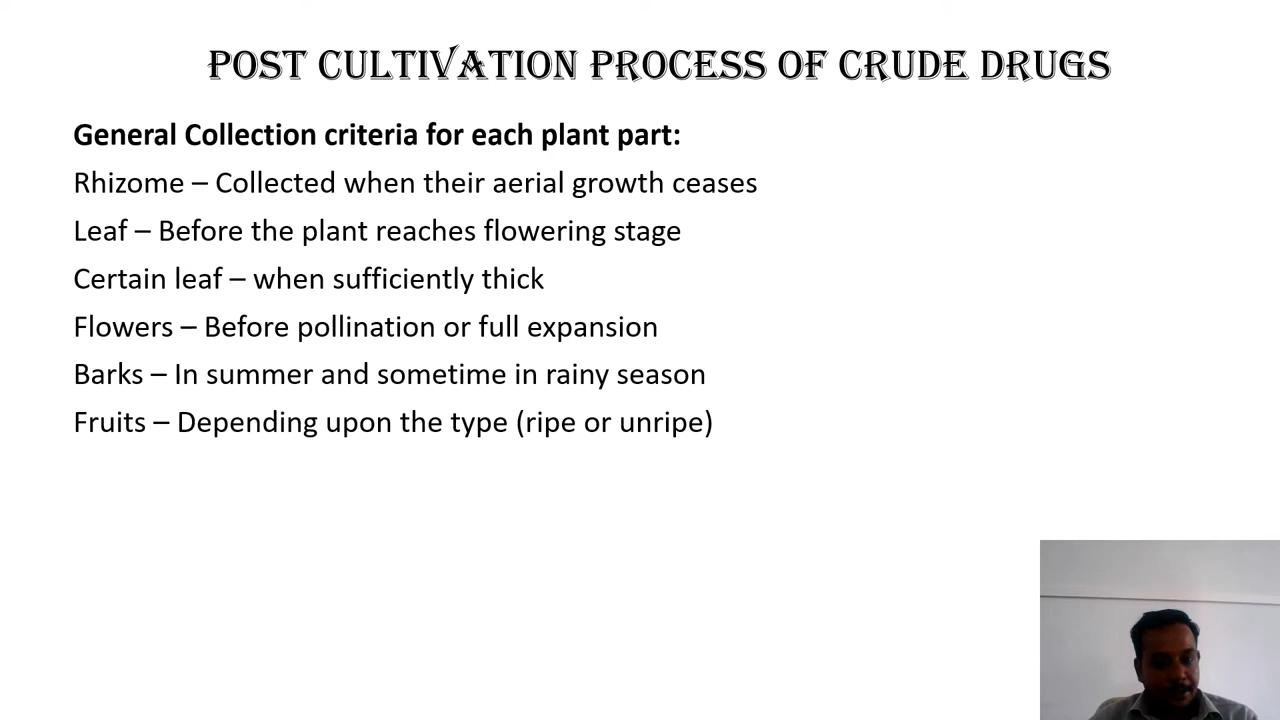 POST CULTIVATION PROCESS OF CRUDE DRUGS
General Collection criteria for each plant part:
Rhizome – Collected when their aerial growth ceases
Leaf – Before the plant reaches flowering stage
Certain leaf – when sufficiently thick
Flowers – Before pollination or full expansion
Barks – In summer and sometime in rainy season
Fruits – Depending upon the type (ripe or unripe)